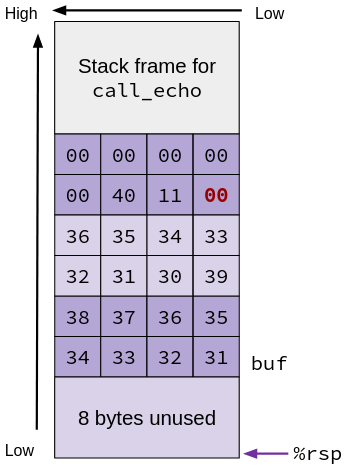 High Low
Stack frame for
call_echo
00 00 00 00
00 40 11 00
36 35 34 33
32 31 30 39
38 37 36 35
34 33 32 31
buf
8 bytes unused
Low
%rsp